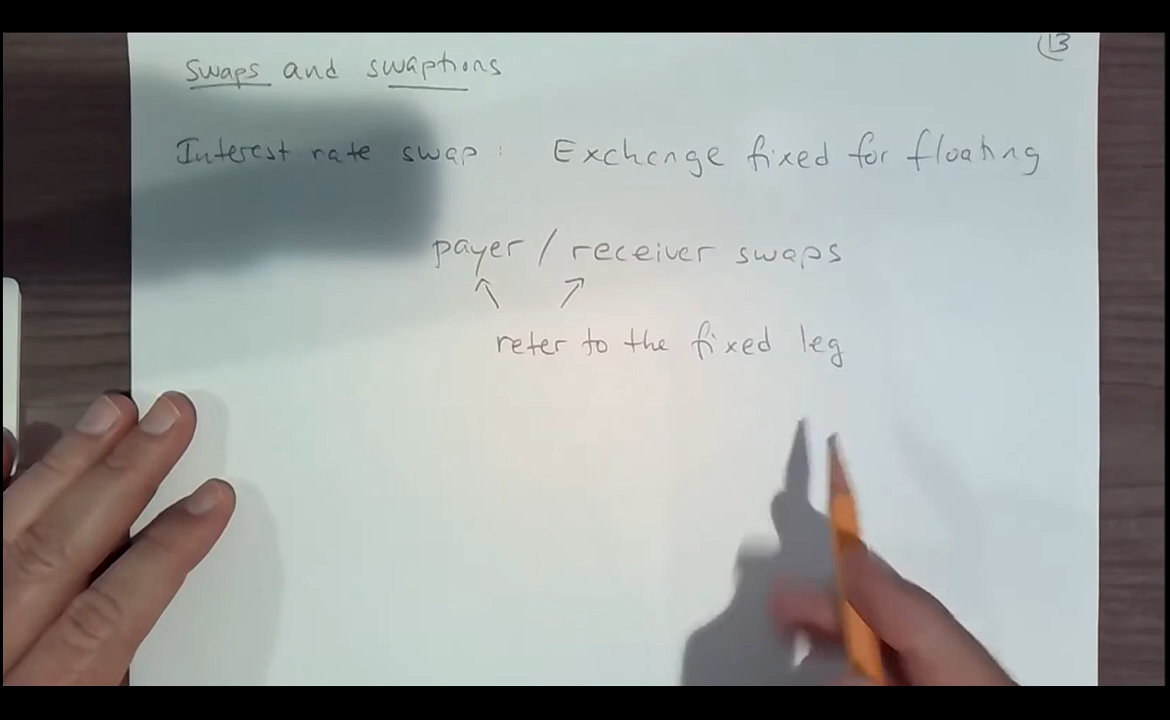 13
Swaps and swaptions
Interest rate swap: Exchange fixed for floating
payer / receiver swaps
refer to the fixed leg